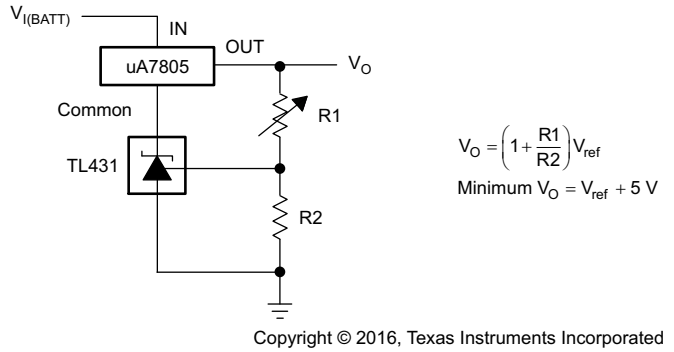 V_I(BATT)
IN
OUT
uA7805
V_O
Common
R1
TL431
R2
V_O = (1 + R1/R2) V_ref
Minimum V_O = V_ref + 5 V
Copyright © 2016, Texas Instruments Incorporated